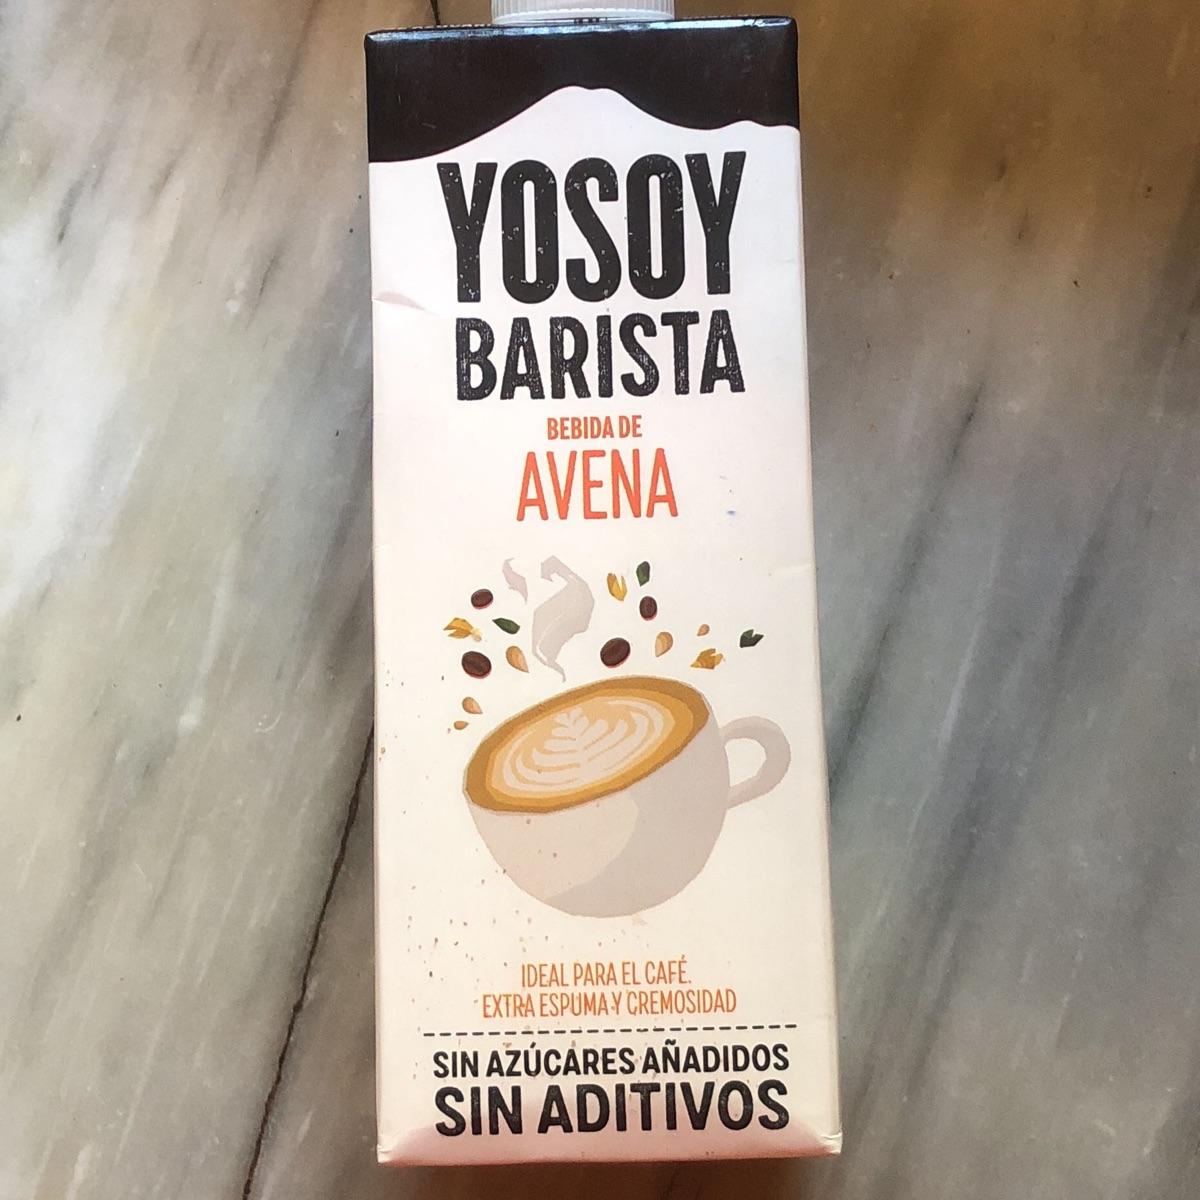 YOSOY
BARISTA
BEBIDA DE
AVENA
IDEAL PARA EL CAFÉ.
EXTRA ESPUMA Y CREMOSIDAD
SIN AZÚCARES AÑADIDOS
SIN ADITIVOS